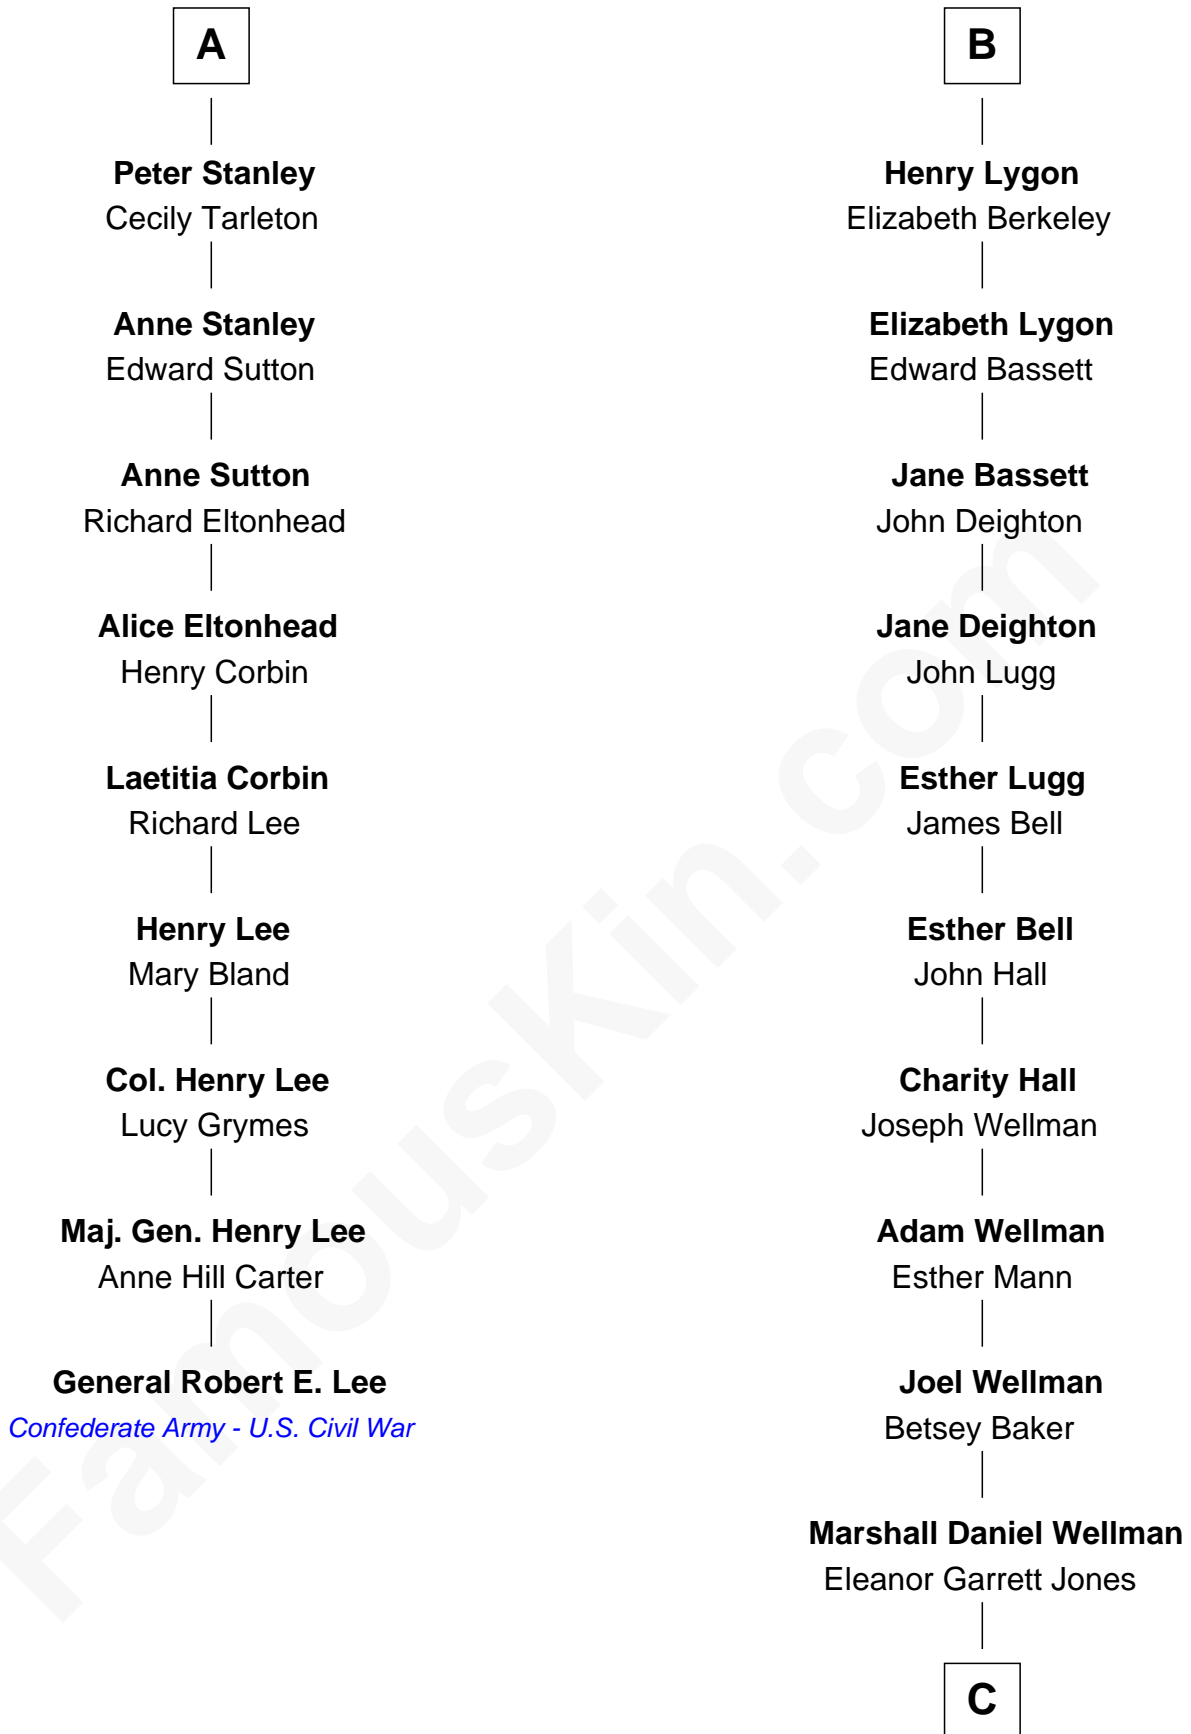 A
Peter Stanley
Cecily Tarleton
Anne Stanley
Edward Sutton
Anne Sutton
Richard Eltonhead
Alice Eltonhead
Henry Corbin
Laetitia Corbin
Richard Lee
Henry Lee
Mary Bland
Col. Henry Lee
Lucy Grymes
Maj. Gen. Henry Lee
Anne Hill Carter
General Robert E. Lee
Confederate Army - U.S. Civil War
B
Henry Lygon
Elizabeth Berkeley
Elizabeth Lygon
Edward Bassett
Jane Bassett
John Deighton
Jane Deighton
John Lugg
Esther Lugg
James Bell
Esther Bell
John Hall
Charity Hall
Joseph Wellman
Adam Wellman
Esther Mann
Joel Wellman
Betsey Baker
Marshall Daniel Wellman
Eleanor Garrett Jones
C
FamousKin.com